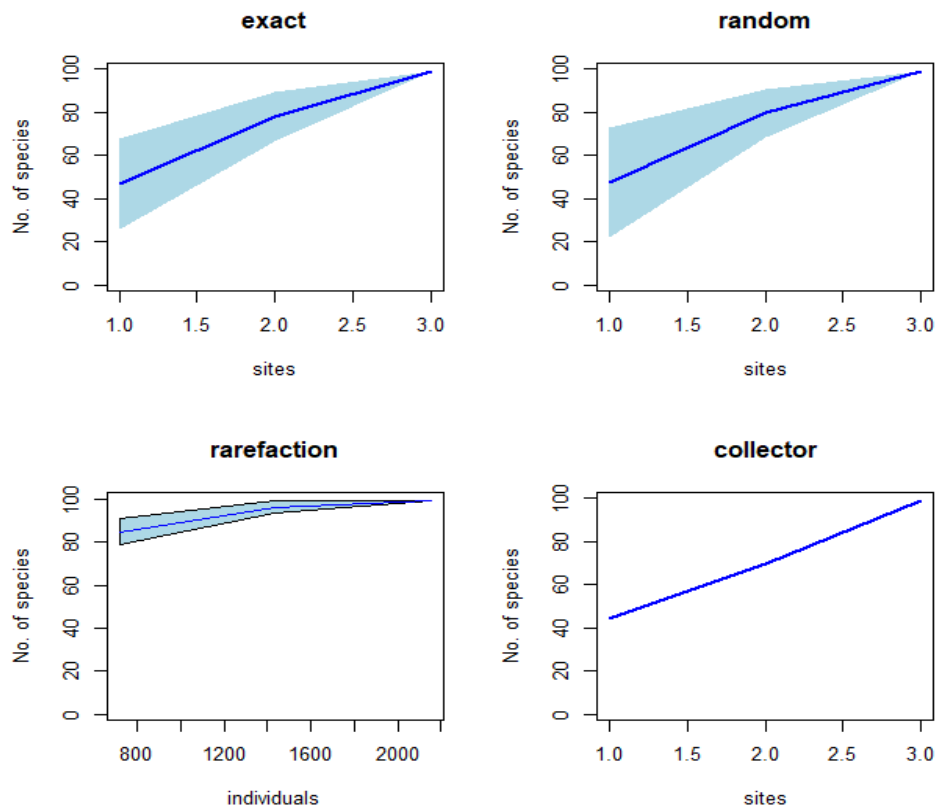 exact
No. of species
0 20 40 60 80 100
1.0 1.5 2.0 2.5 3.0
sites
random
No. of species
0 20 40 60 80 100
1.0 1.5 2.0 2.5 3.0
sites
rarefaction
No. of species
0 20 40 60 80 100
800 1200 1600 2000
individuals
collector
No. of species
0 20 40 60 80 100
1.0 1.5 2.0 2.5 3.0
sites